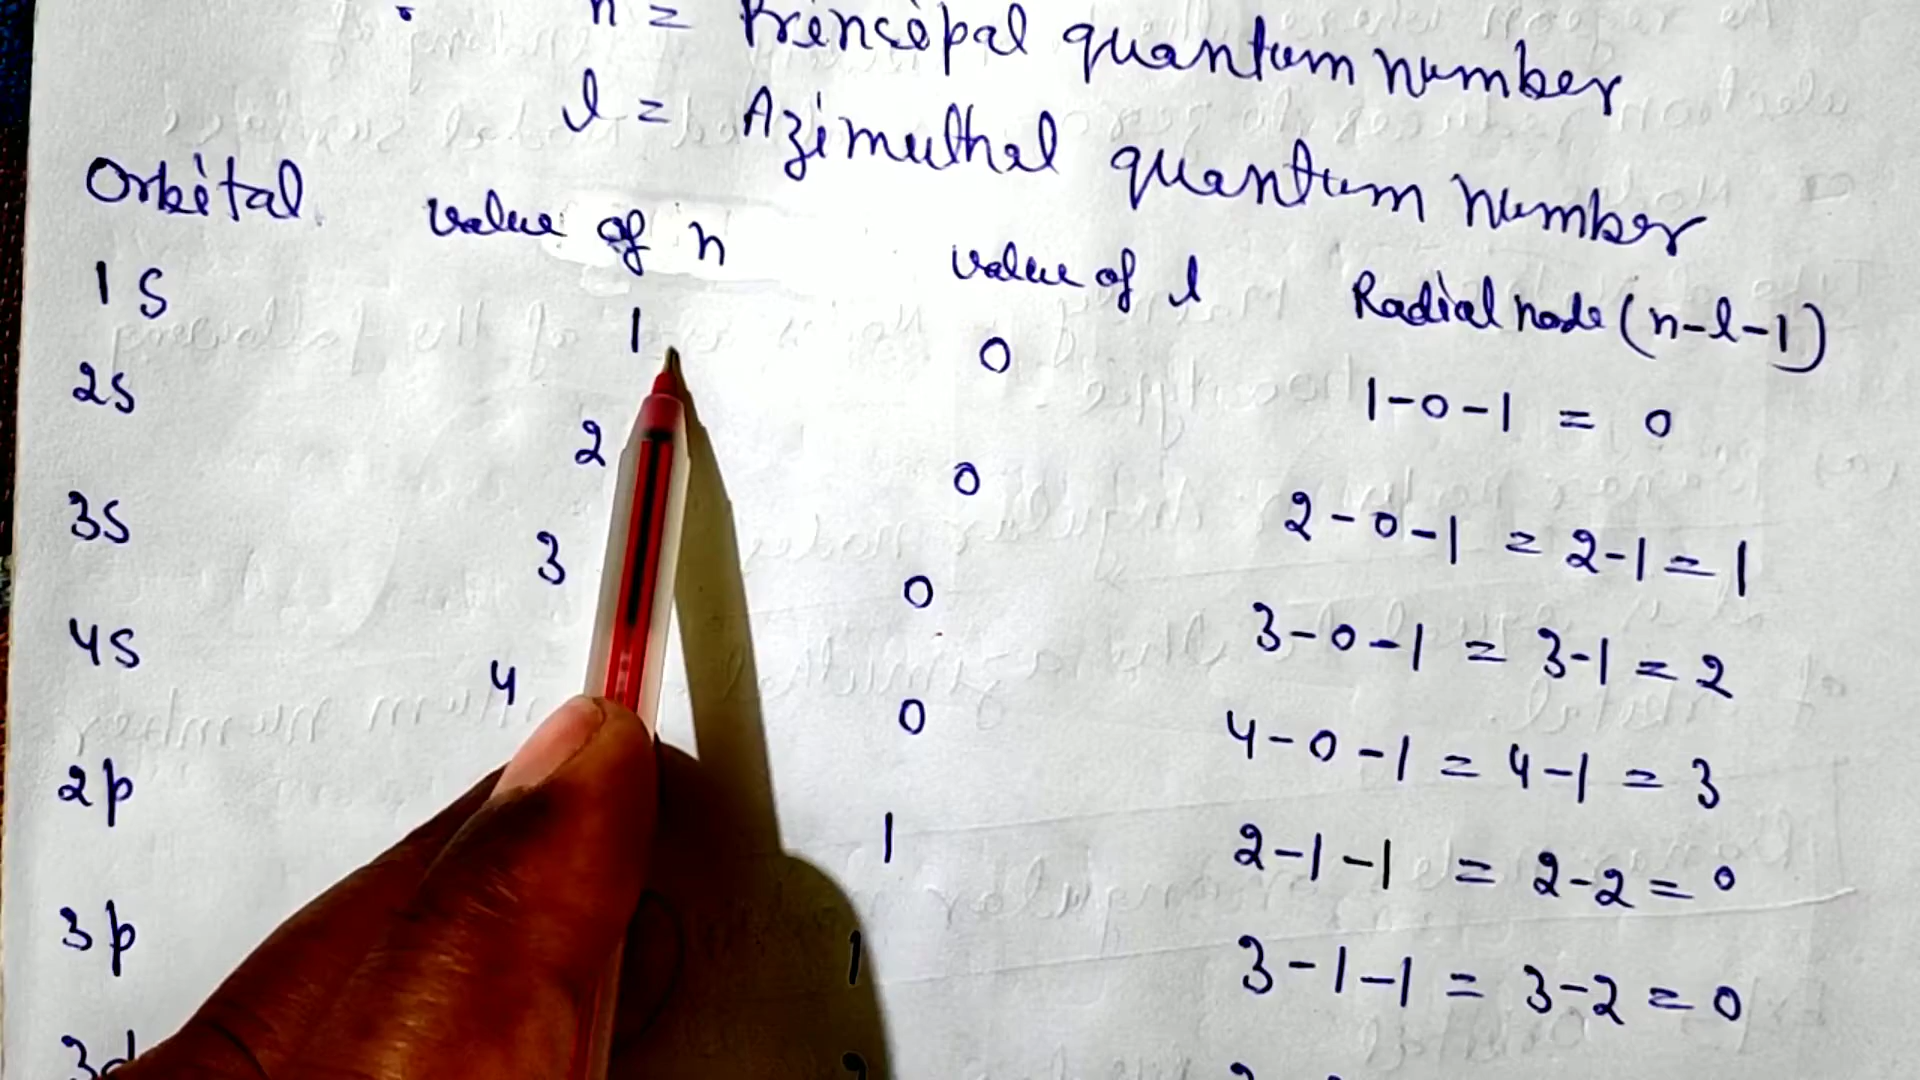 n = Principal quantum number
l = Azimuthal quantum number
Orbital value of n value of l Radial node (n-l-1)
1s 1 0 1-0-1 = 0
2s 2 0 2-0-1 = 2-1 = 1
3s 3 0 3-0-1 = 3-1 = 2
4s 4 0 4-0-1 = 4-1 = 3
2p 1 2-1-1 = 2-2 = 0
3p 1 3-1-1 = 3-2 = 0
3d